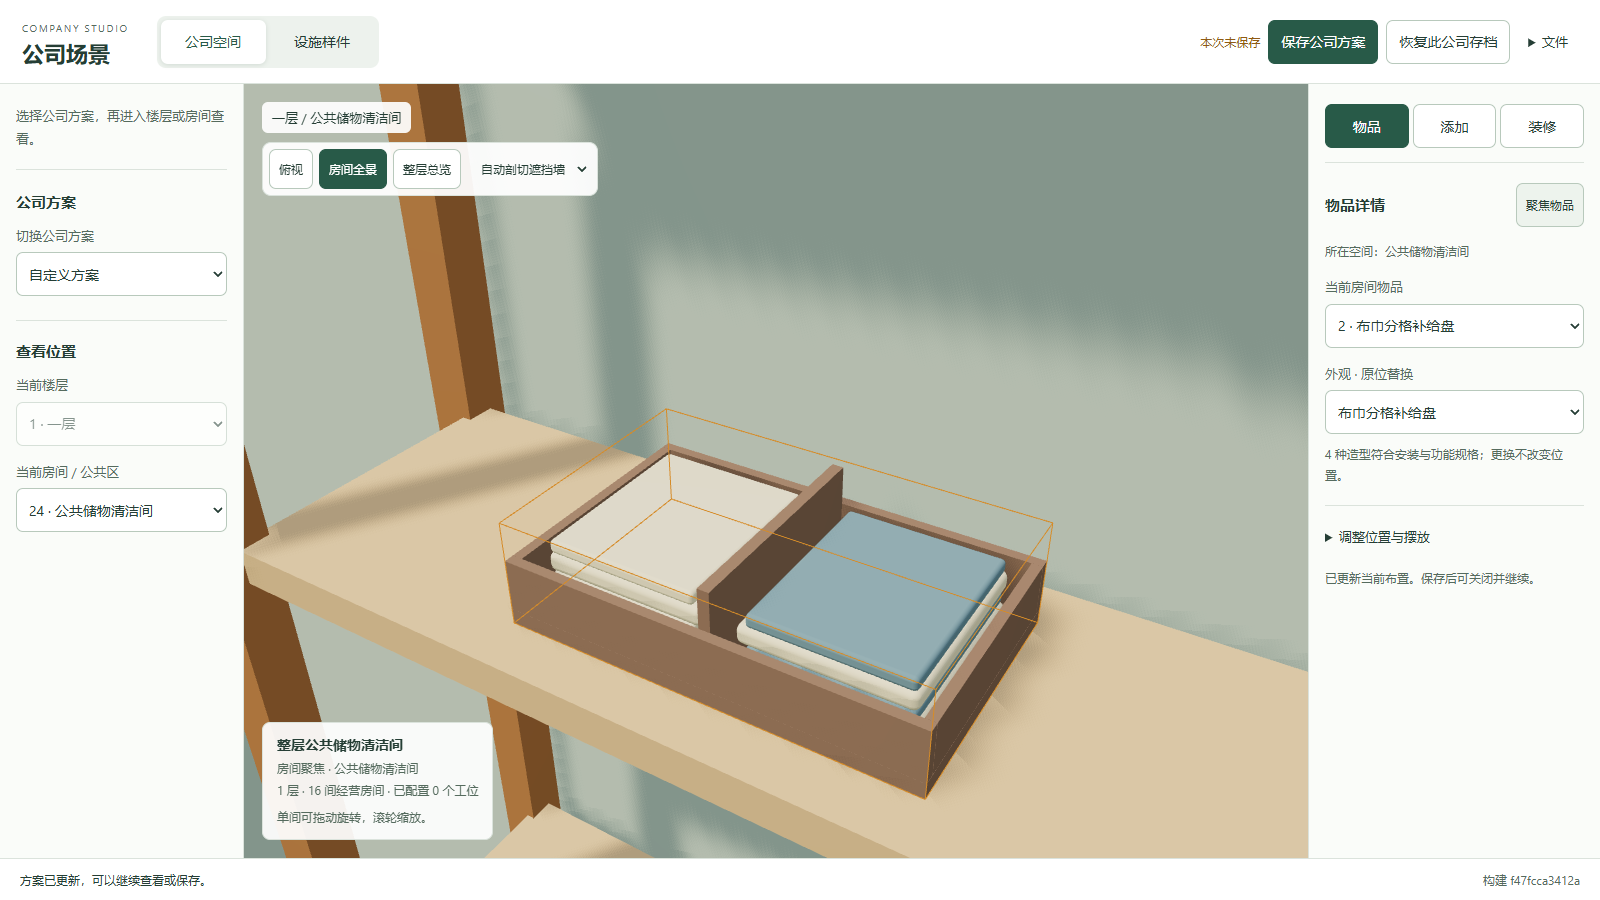 COMPANY STUDIO
公司场景
公司空间
设施样件
本次未保存
保存公司方案
恢复此公司存档
文件
选择公司方案，再进入楼层或房间查
看。
公司方案
切换公司方案
自定义方案
查看位置
当前楼层
1 · 一层
当前房间 / 公共区
24 · 公共储物清洁间
一层 / 公共储物清洁间
俯视
房间全景
整层总览
自动剖切遮挡墙
整层公共储物清洁间
房间聚焦 · 公共储物清洁间
1 层 · 16 间经营房间 · 已配置 0 个工位
单间可拖动旋转，滚轮缩放。
物品
添加
装修
物品详情
聚焦物品
所在空间：公共储物清洁间
当前房间物品
2 · 布巾分格补给盘
外观 · 原位替换
布巾分格补给盘
4 种造型符合安装与功能规格；更换不改变位
置。
调整位置与摆放
已更新当前布置。保存后可关闭并继续。
方案已更新，可以继续查看或保存。
构建 f47fcca3412a